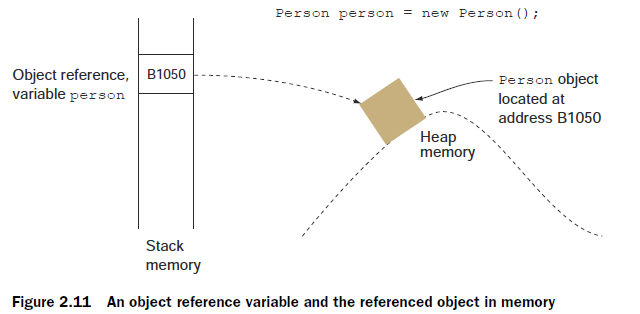 Person person = new Person();
Object reference,
variable person
B1050
Person object
located at
address B1050
Heap
memory
Stack
memory
Figure 2.11 An object reference variable and the referenced object in memory